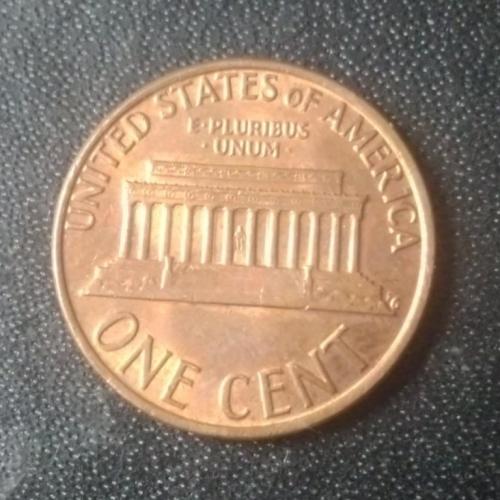 UNITED STATES OF AMERICA
E·PLURIBUS
·UNUM·
ONE CENT